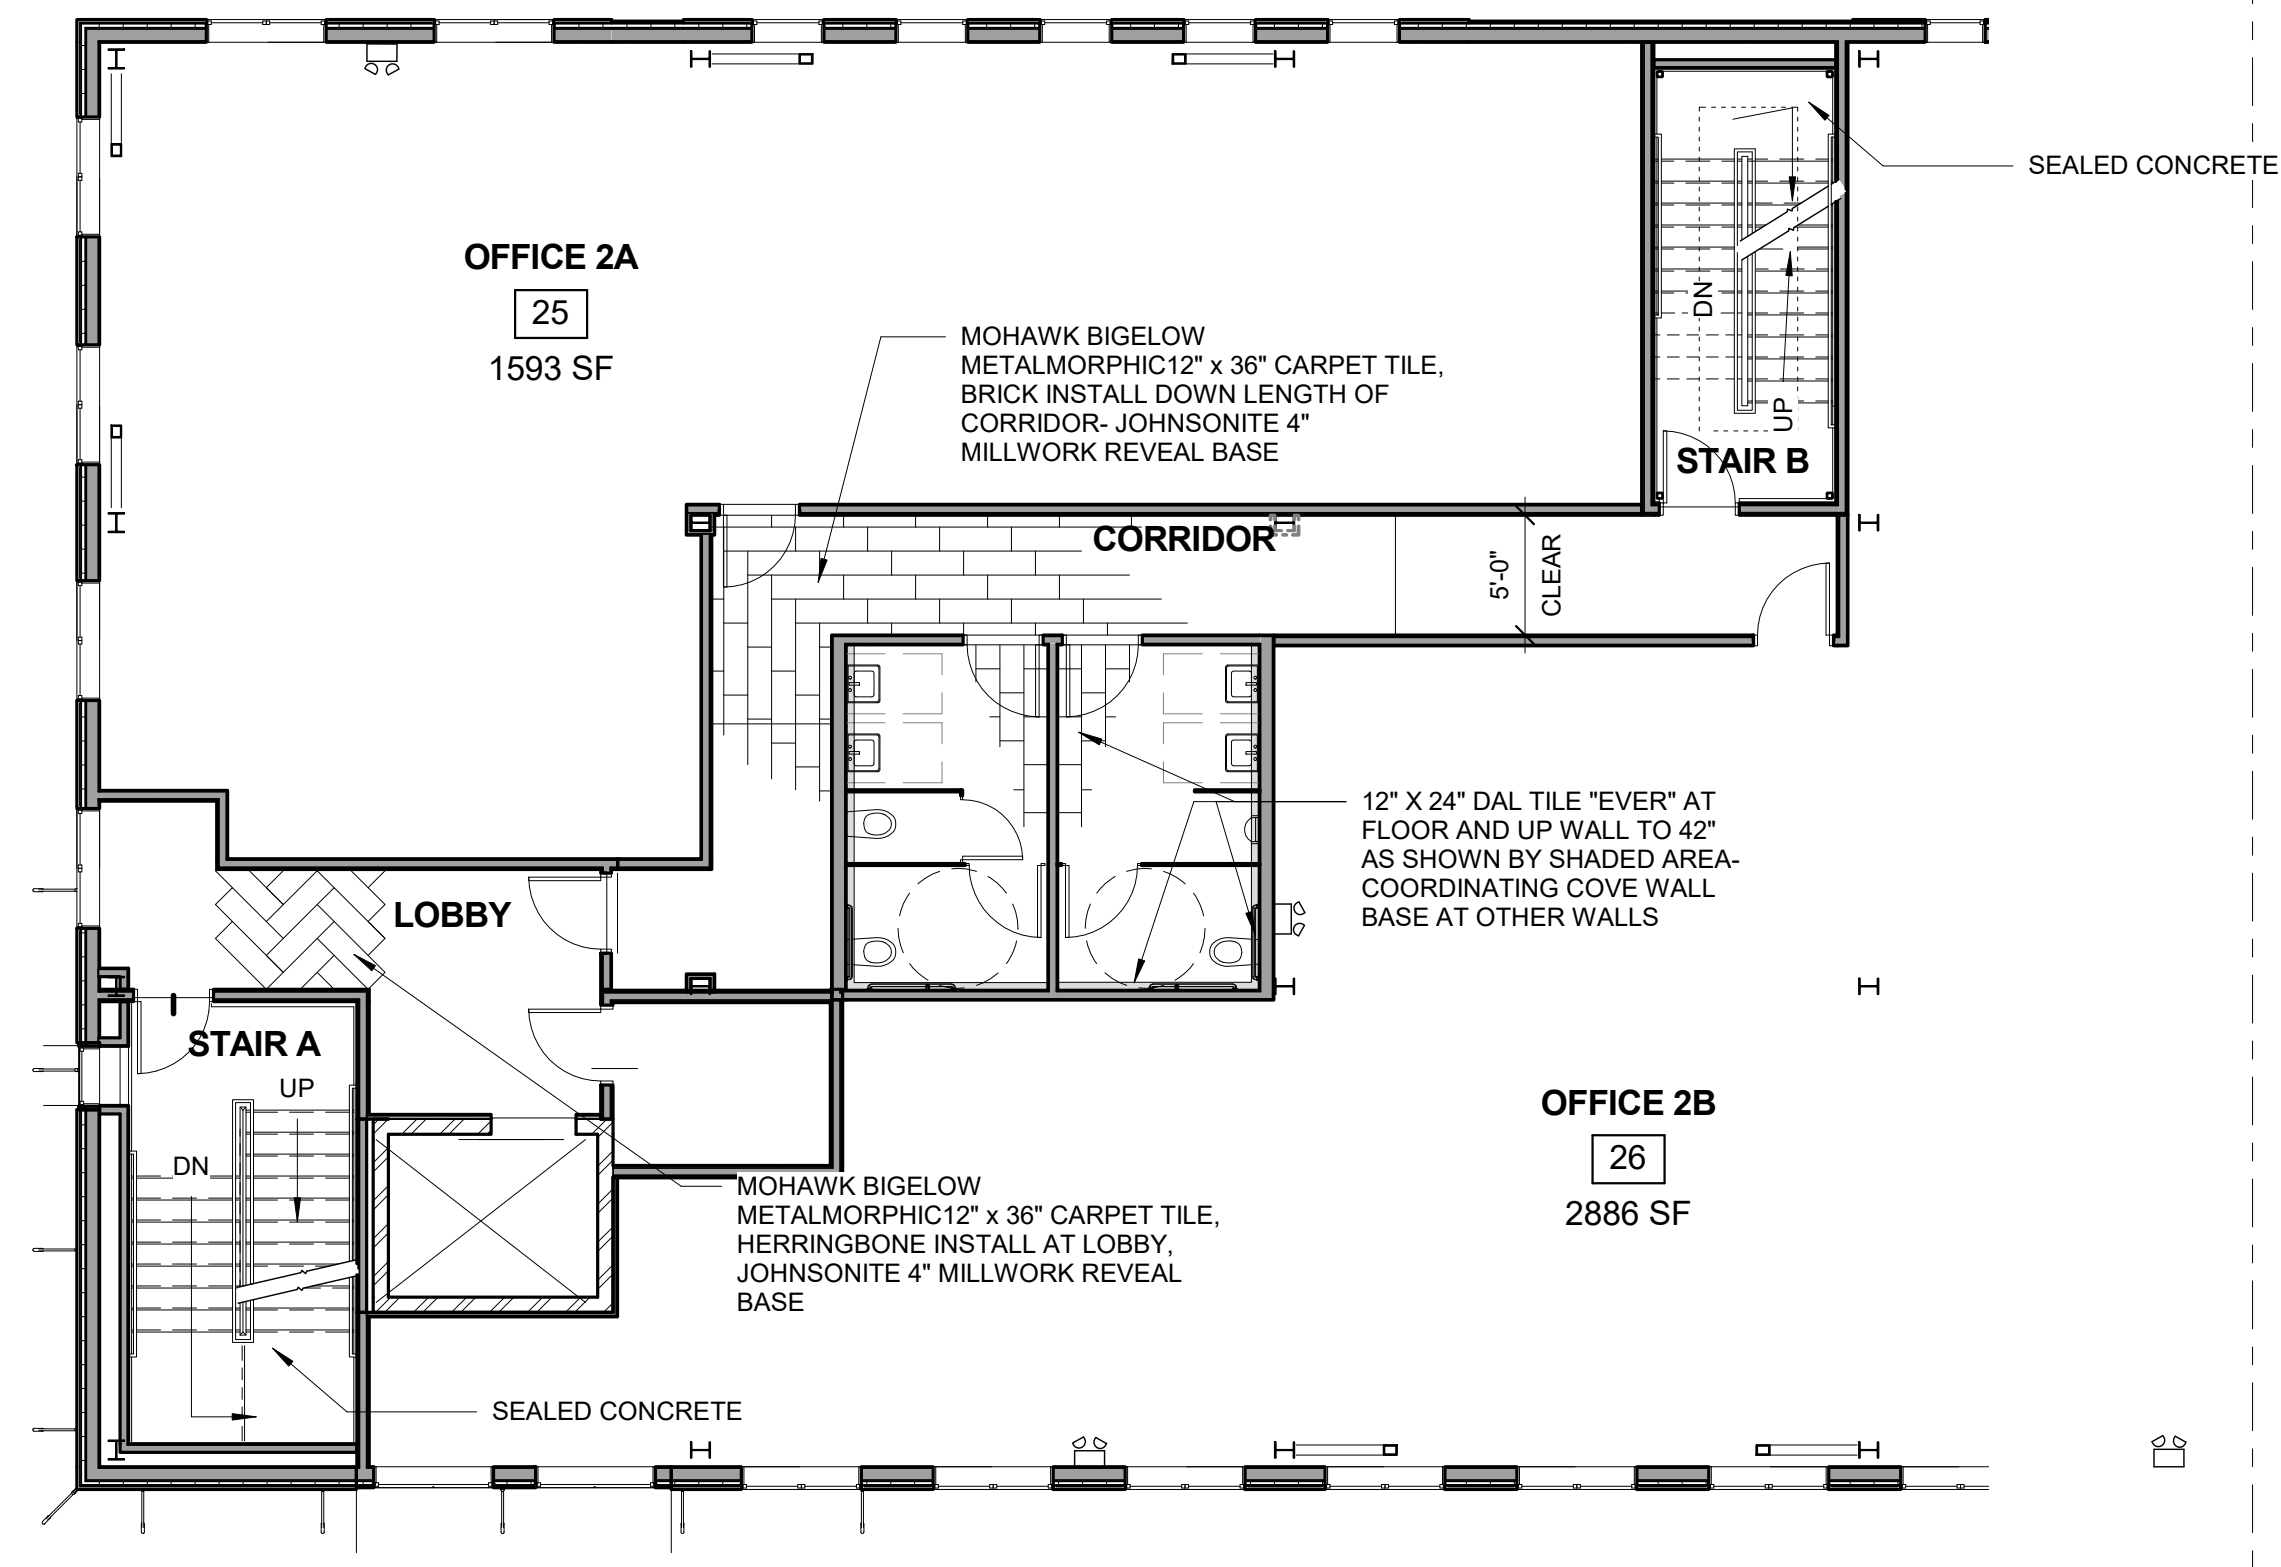 SEALED CONCRETE
OFFICE 2A
25
1593 SF
MOHAWK BIGELOW
METALMORPHIC12" x 36" CARPET TILE,
BRICK INSTALL DOWN LENGTH OF
CORRIDOR- JOHNSONITE 4"
MILLWORK REVEAL BASE
DN
UP
STAIR B
CORRIDOR
5'-0"
CLEAR
12" X 24" DAL TILE "EVER" AT
FLOOR AND UP WALL TO 42"
AS SHOWN BY SHADED AREA-
COORDINATING COVE WALL
BASE AT OTHER WALLS
LOBBY
STAIR A
UP
DN
OFFICE 2B
26
2886 SF
MOHAWK BIGELOW
METALMORPHIC12" x 36" CARPET TILE,
HERRINGBONE INSTALL AT LOBBY,
JOHNSONITE 4" MILLWORK REVEAL
BASE
SEALED CONCRETE